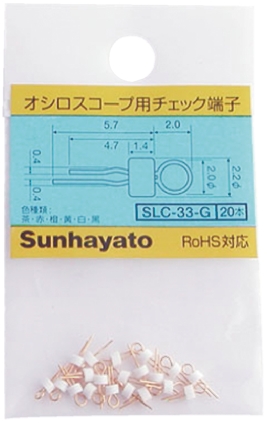 オシロスコープ用チェック端子
5.7 2.0
4.7 1.4
0.4
0.4
2.0φ
2.2φ
色種類:
茶・赤・橙・黄・白・黒
SLC-33-G 20本
Sunhayato RoHS対応